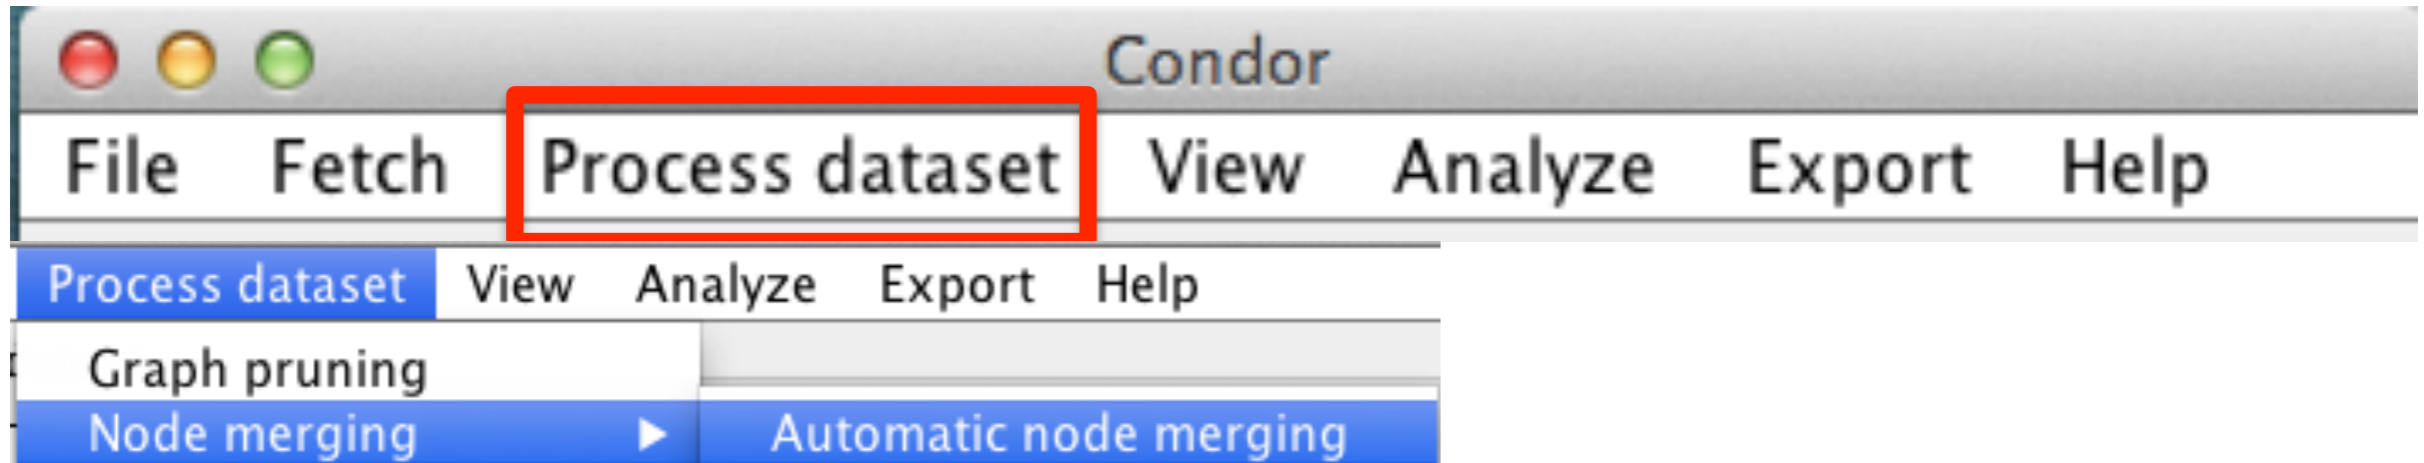 Condor
File Fetch Process dataset View Analyze Export Help
Process dataset View Analyze Export Help
Graph pruning
Node merging Automatic node merging